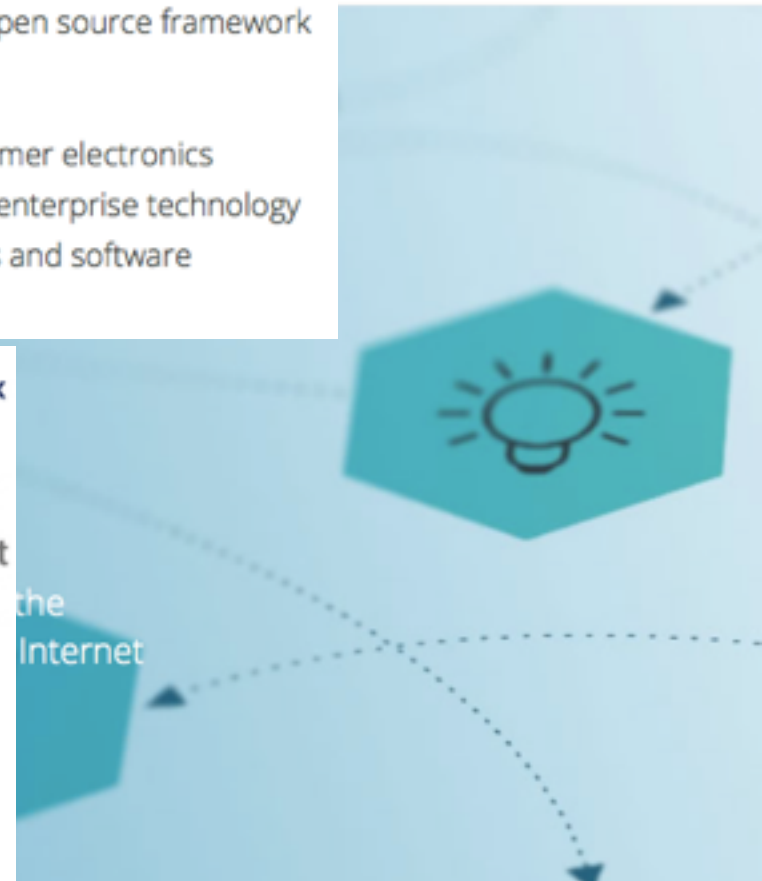 pen source framework
mer electronics
enterprise technology
s and software
x
t
the
Internet